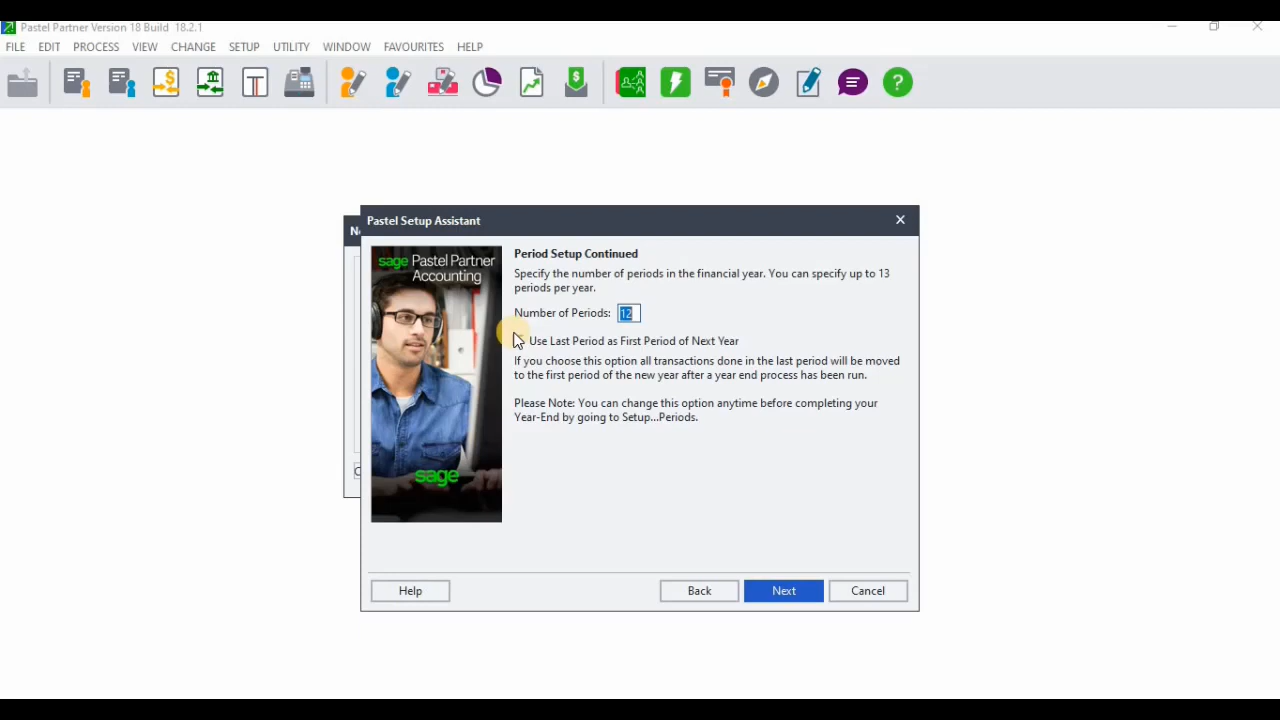 Pastel Partner Version 18 Build 18.2.1
FILE EDIT PROCESS VIEW CHANGE SETUP UTILITY WINDOW FAVOURITES HELP
Pastel Setup Assistant
sage Pastel Partner
Accounting
sage
Period Setup Continued
Specify the number of periods in the financial year. You can specify up to 13
periods per year.
Number of Periods: 12
Use Last Period as First Period of Next Year
If you choose this option all transactions done in the last period will be moved
to the first period of the new year after a year end process has been run.
Please Note: You can change this option anytime before completing your
Year-End by going to Setup...Periods.
Help Back Next Cancel